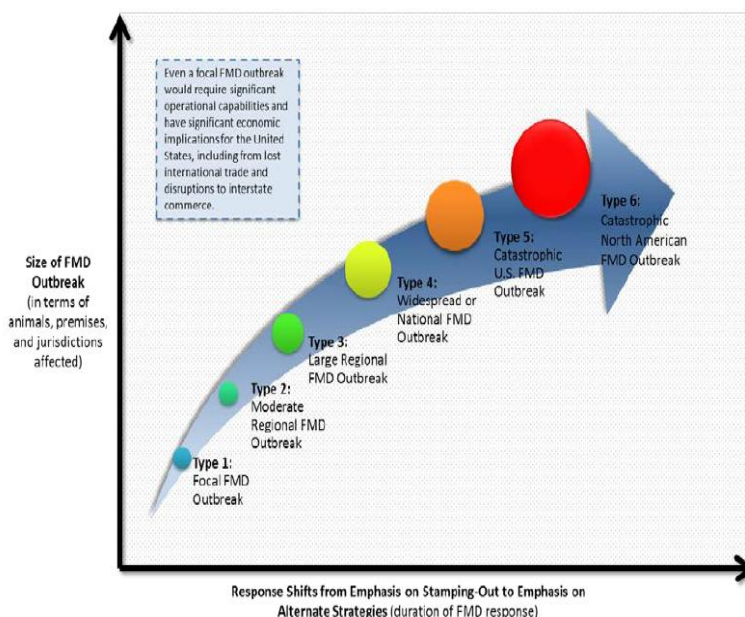 Even a focal FMD outbreak
would require significant
operational capabilities and
have significant economic
implications for the United
States, including from lost
international trade and
disruptions to interstate
commerce.
Size of FMD
Outbreak
(in terms of
animals, premises,
and jurisdictions
affected)
Type 1:
Focal FMD
Outbreak
Type 2:
Moderate
Regional FMD
Outbreak
Type 3:
Large Regional
FMD Outbreak
Type 4:
Widespread or
National FMD
Outbreak
Type 5:
Catastrophic
U.S. FMD
Outbreak
Type 6:
Catastrophic
North American
FMD Outbreak
Response Shifts from Emphasis on Stamping-Out to Emphasis on
Alternate Strategies (duration of FMD response)